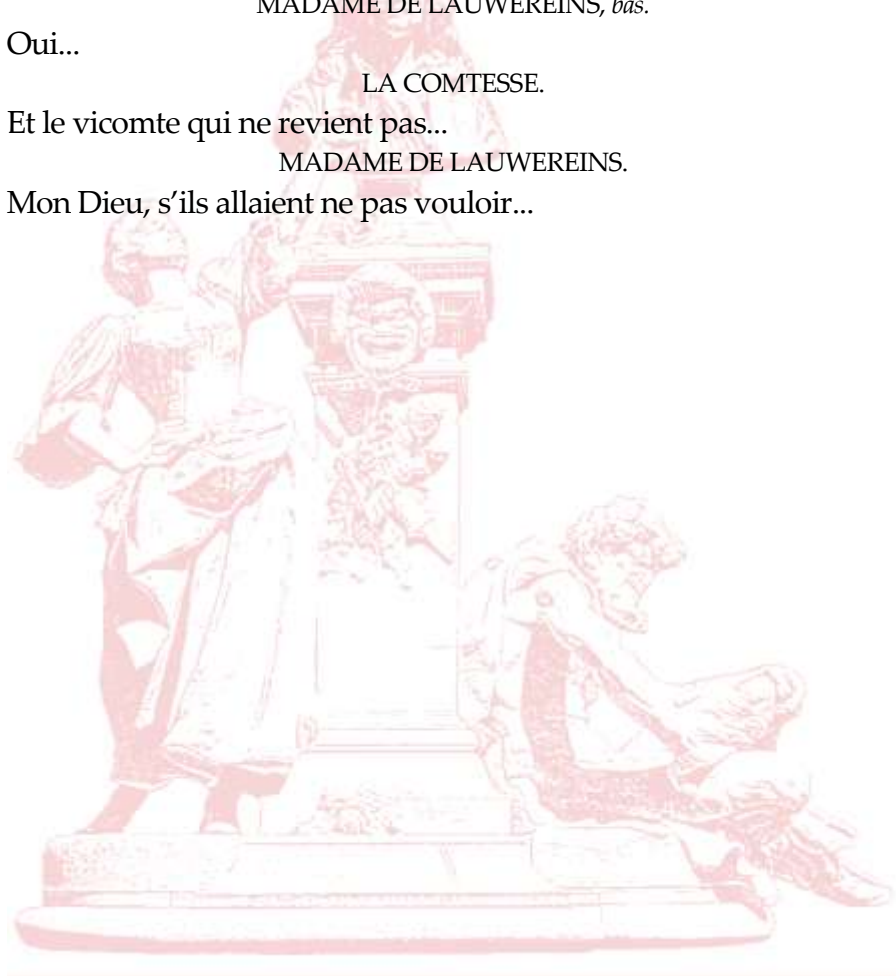 MADAME DE LAUWEREINS, bas.
Oui...
LA COMTESSE.
Et le vicomte qui ne revient pas...
MADAME DE LAUWEREINS.
Mon Dieu, s’ils allaient ne pas vouloir...